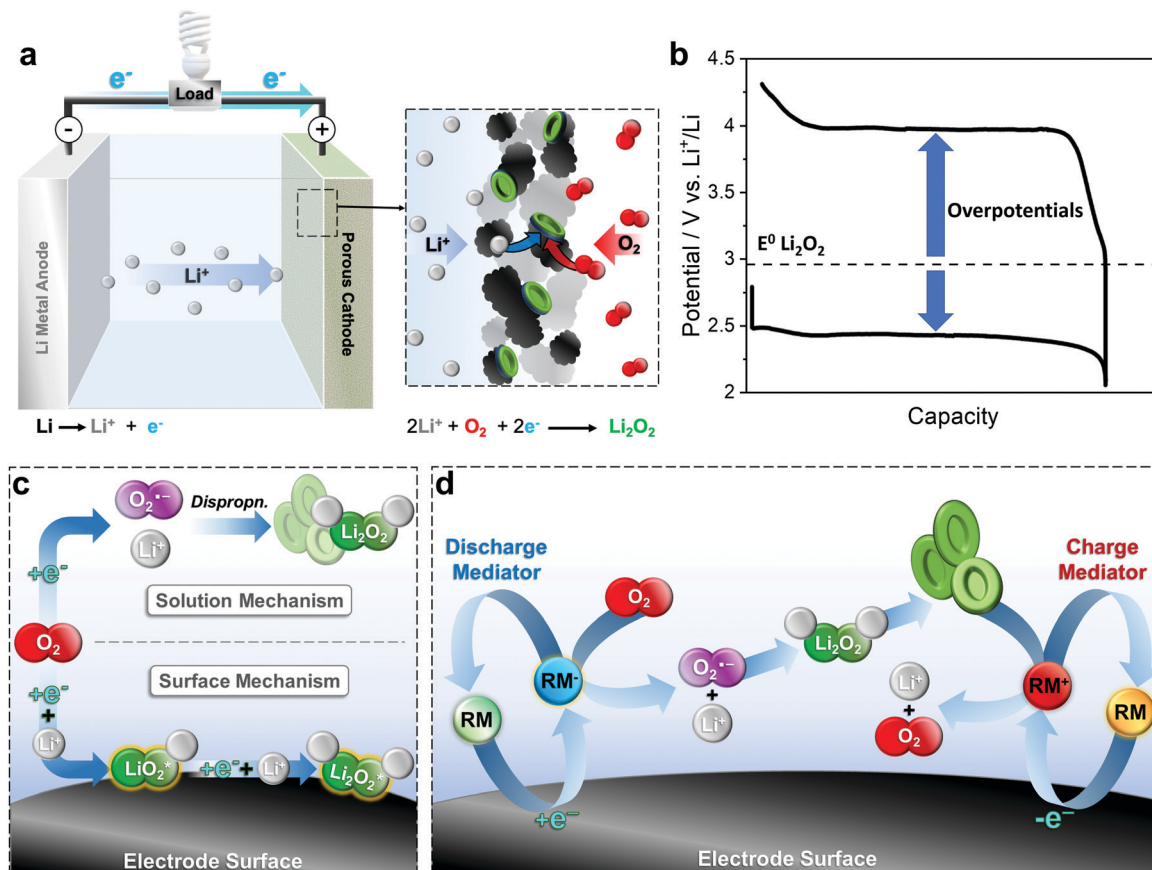 a
e⁻
e⁻
Load
-
+
Li Metal Anode
Li⁺
Porous Cathode
Li⁺
O₂
Li → Li⁺ + e⁻
2Li⁺ + O₂ + 2e⁻ → Li₂O₂
b
Potential / V vs. Li⁺/Li
4.5
4
3.5
3
2.5
2
Overpotentials
E⁰ Li₂O₂
Capacity
c
O₂•−
Li⁺
Dispropn.
Li₂O₂
+e⁻
Solution Mechanism
O₂
Surface Mechanism
+e⁻
+
Li⁺
LiO₂*
+e⁻+
Li⁺
Li₂O₂*
Electrode Surface
d
Discharge
Mediator
Charge
Mediator
O₂
RM⁻
RM
O₂•−
+
Li⁺
Li₂O₂
Li⁺
+
O₂
RM⁺
RM
+e⁻
-e⁻
Electrode Surface